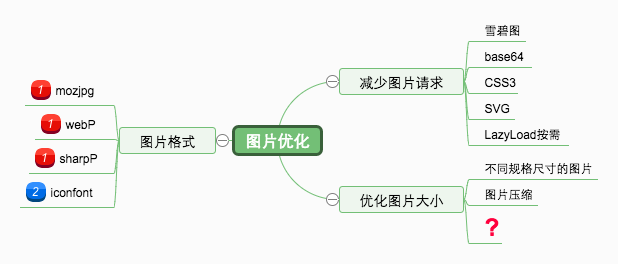 图片优化
减少图片请求
雪碧图
base64
CSS3
SVG
LazyLoad按需
优化图片大小
不同规格尺寸的图片
图片压缩
?
图片格式
1 mozjpg
1 webP
1 sharpP
2 iconfont